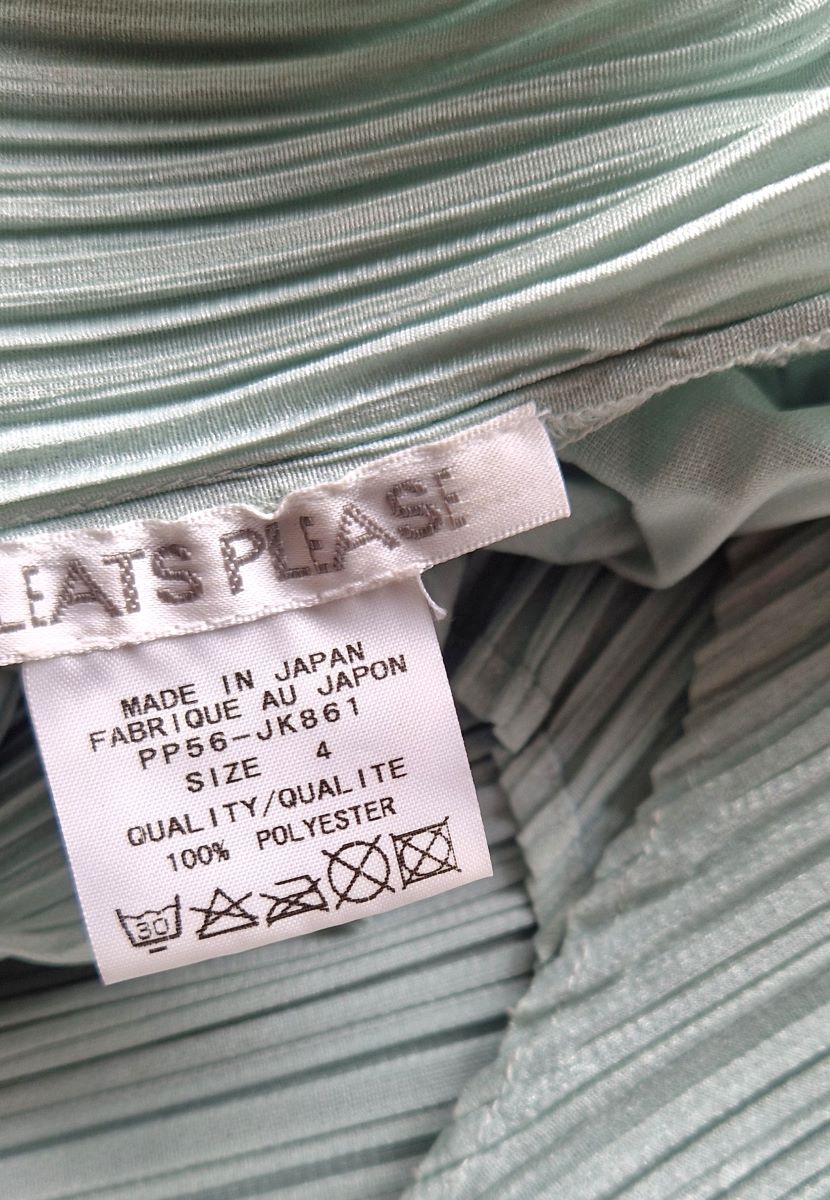 LEATS PLEASE
MADE IN JAPAN
FABRIQUE AU JAPON
PP56-JK861
SIZE 4
QUALITY/QUALITE
100% POLYESTER
30